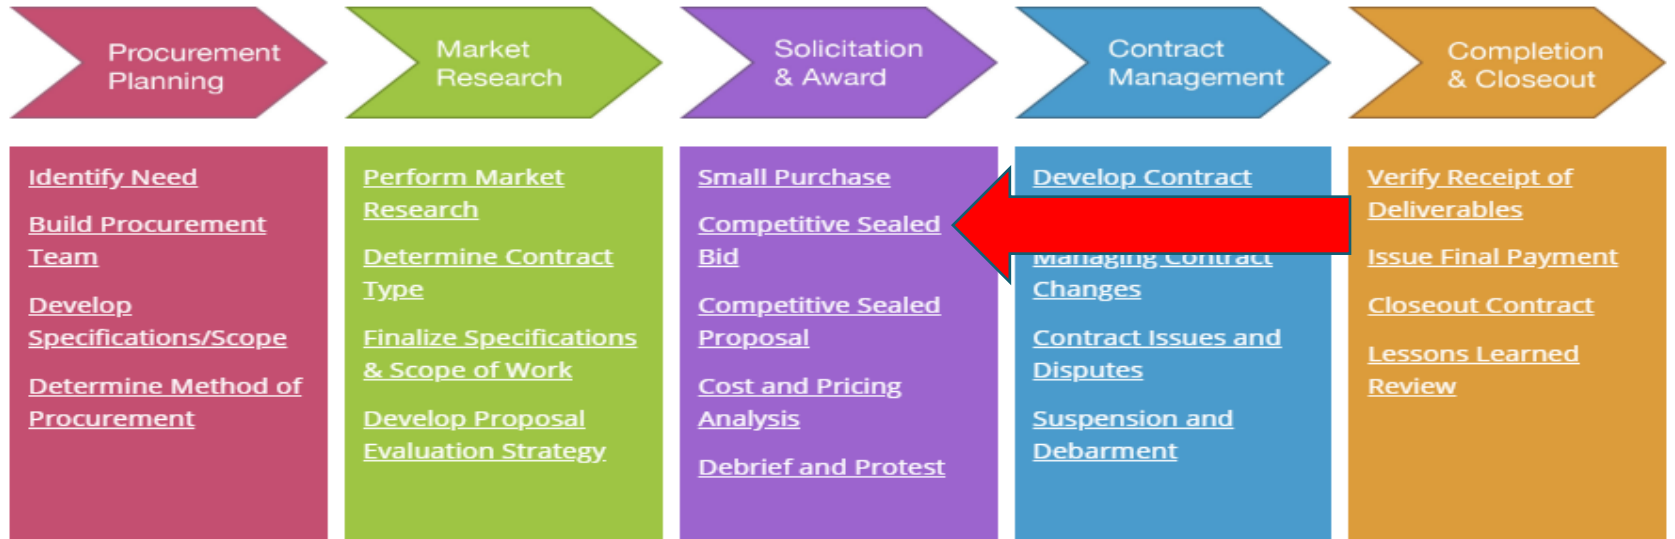 Procurement
Planning
Market
Research
Solicitation
& Award
Contract
Management
Completion
& Closeout
Identify Need
Build Procurement
Team
Develop
Specifications/Scope
Determine Method of
Procurement
Perform Market
Research
Determine Contract
Type
Finalize Specifications
& Scope of Work
Develop Proposal
Evaluation Strategy
Small Purchase
Competitive Sealed
Bid
Competitive Sealed
Proposal
Cost and Pricing
Analysis
Debrief and Protest
Develop Contract
Managing Contract
Changes
Contract Issues and
Disputes
Suspension and
Debarment
Verify Receipt of
Deliverables
Issue Final Payment
Closeout Contract
Lessons Learned
Review